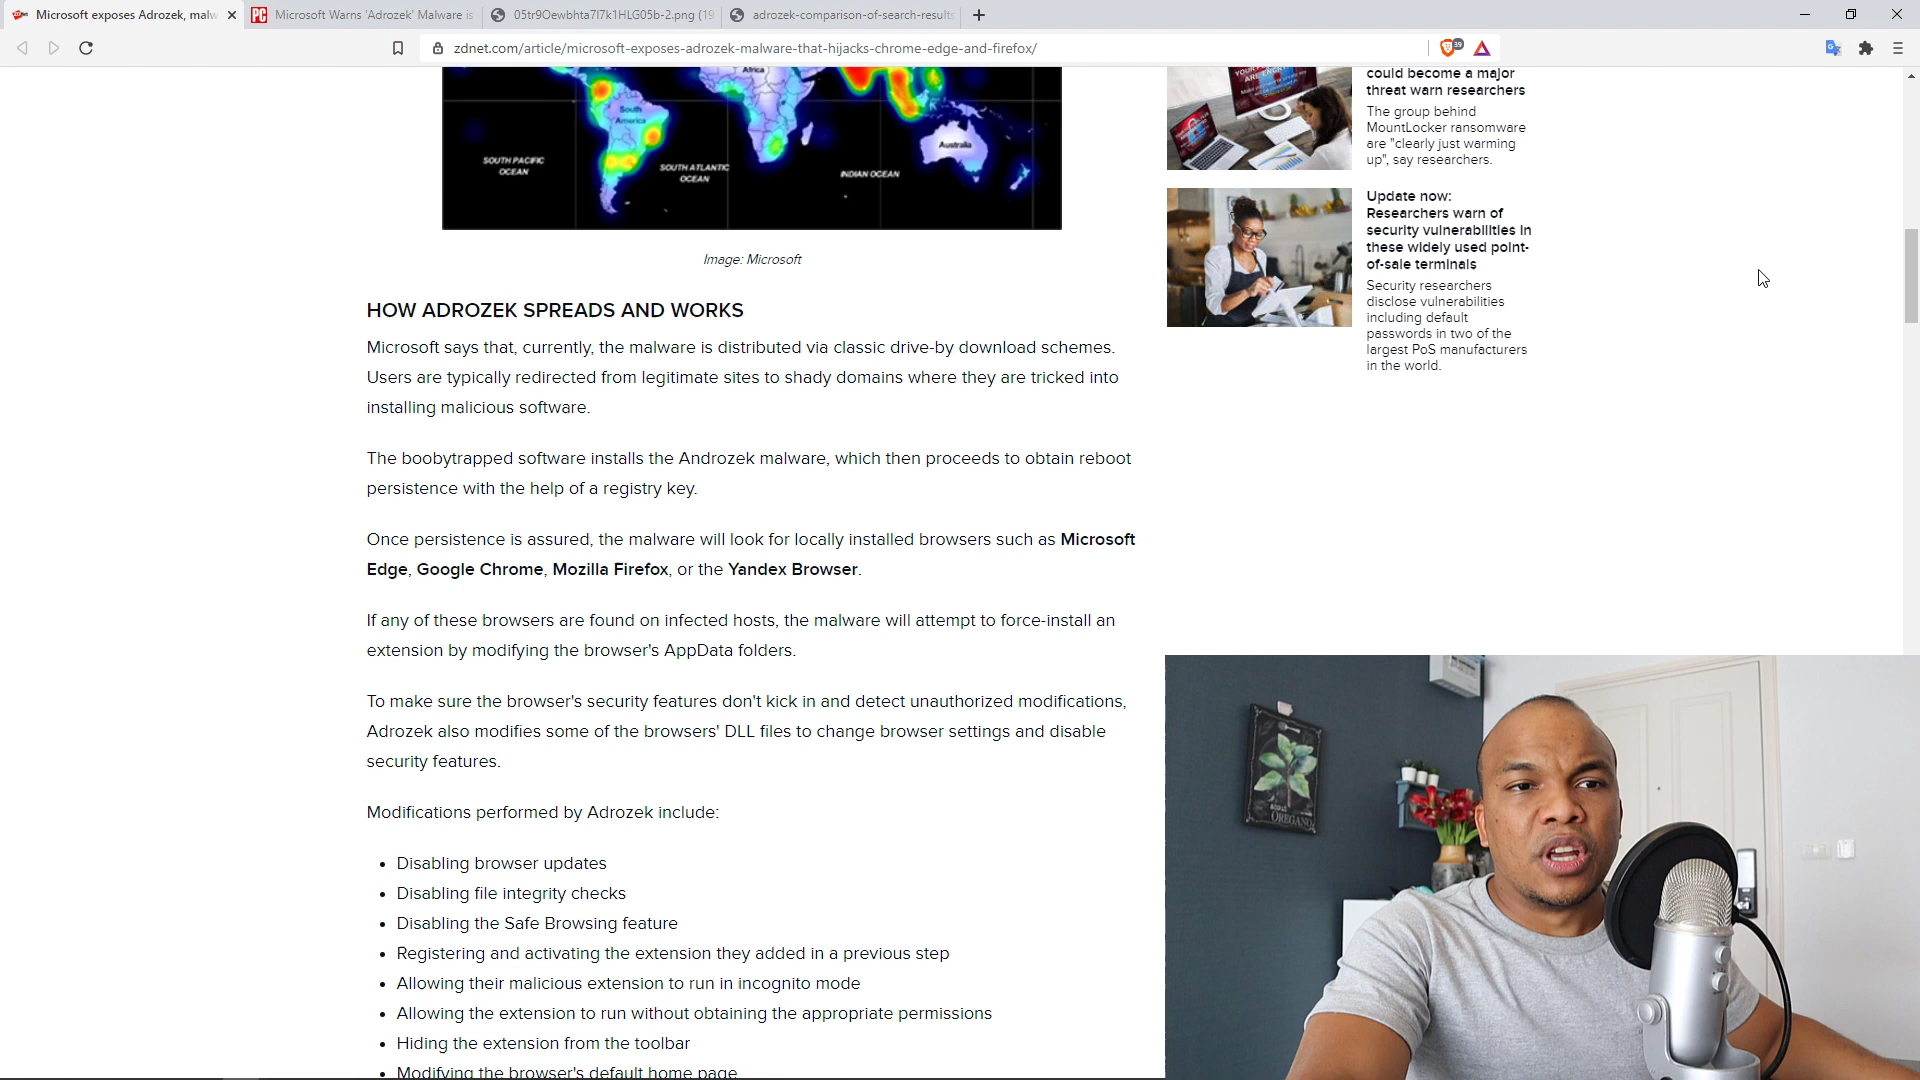 Microsoft exposes Adrozek, malw
Microsoft Warns 'Adrozek' Malware is
05tr9Oewbhta7I7k1HLG05b-2.png (19
adrozek-comparison-of-search-results
zdnet.com/article/microsoft-exposes-adrozek-malware-that-hijacks-chrome-edge-and-firefox/
39
Africa
South
America
Australia
SOUTH PACIFIC
OCEAN
SOUTH ATLANTIC
OCEAN
INDIAN OCEAN
Image: Microsoft
HOW ADROZEK SPREADS AND WORKS
Microsoft says that, currently, the malware is distributed via classic drive-by download schemes.
Users are typically redirected from legitimate sites to shady domains where they are tricked into
installing malicious software.
The boobytrapped software installs the Androzek malware, which then proceeds to obtain reboot
persistence with the help of a registry key.
Once persistence is assured, the malware will look for locally installed browsers such as Microsoft
Edge, Google Chrome, Mozilla Firefox, or the Yandex Browser.
If any of these browsers are found on infected hosts, the malware will attempt to force-install an
extension by modifying the browser's AppData folders.
To make sure the browser's security features don't kick in and detect unauthorized modifications,
Adrozek also modifies some of the browsers' DLL files to change browser settings and disable
security features.
Modifications performed by Adrozek include:
• Disabling browser updates
• Disabling file integrity checks
• Disabling the Safe Browsing feature
• Registering and activating the extension they added in a previous step
• Allowing their malicious extension to run in incognito mode
• Allowing the extension to run without obtaining the appropriate permissions
• Hiding the extension from the toolbar
• Modifying the browser's default home page
could become a major
threat warn researchers
The group behind
MountLocker ransomware
are "clearly just warming
up", say researchers.
Update now:
Researchers warn of
security vulnerabilities in
these widely used point-
of-sale terminals
Security researchers
disclose vulnerabilities
including default
passwords in two of the
largest PoS manufacturers
in the world.
OREGANO